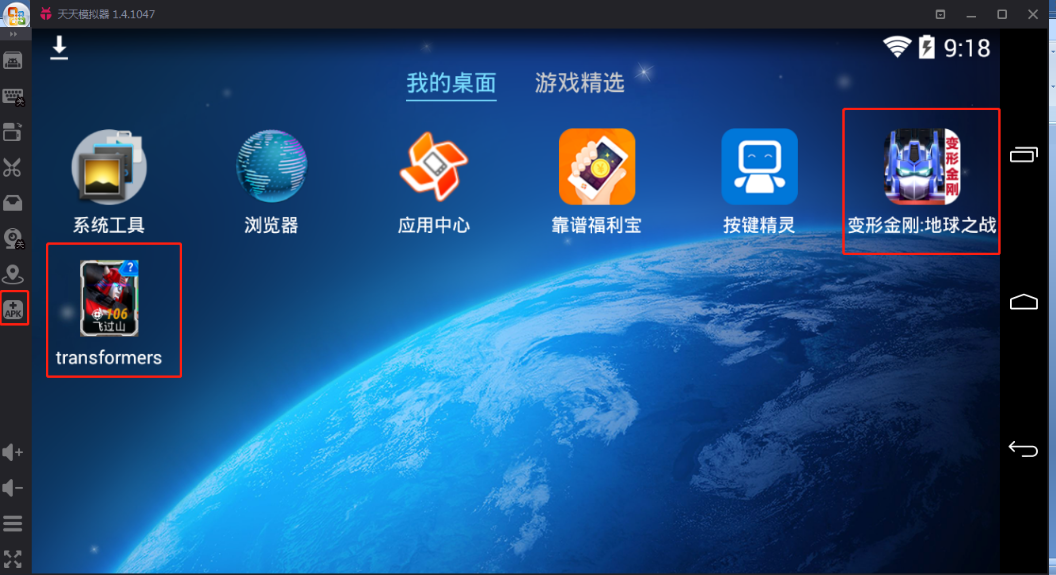 天天模拟器 1.4.1047
9:18
我的桌面
游戏精选
系统工具
浏览器
应用中心
靠谱福利宝
按键精灵
变形金刚
变形金刚:地球之战
?
106
飞过山
transformers
关
关
APK